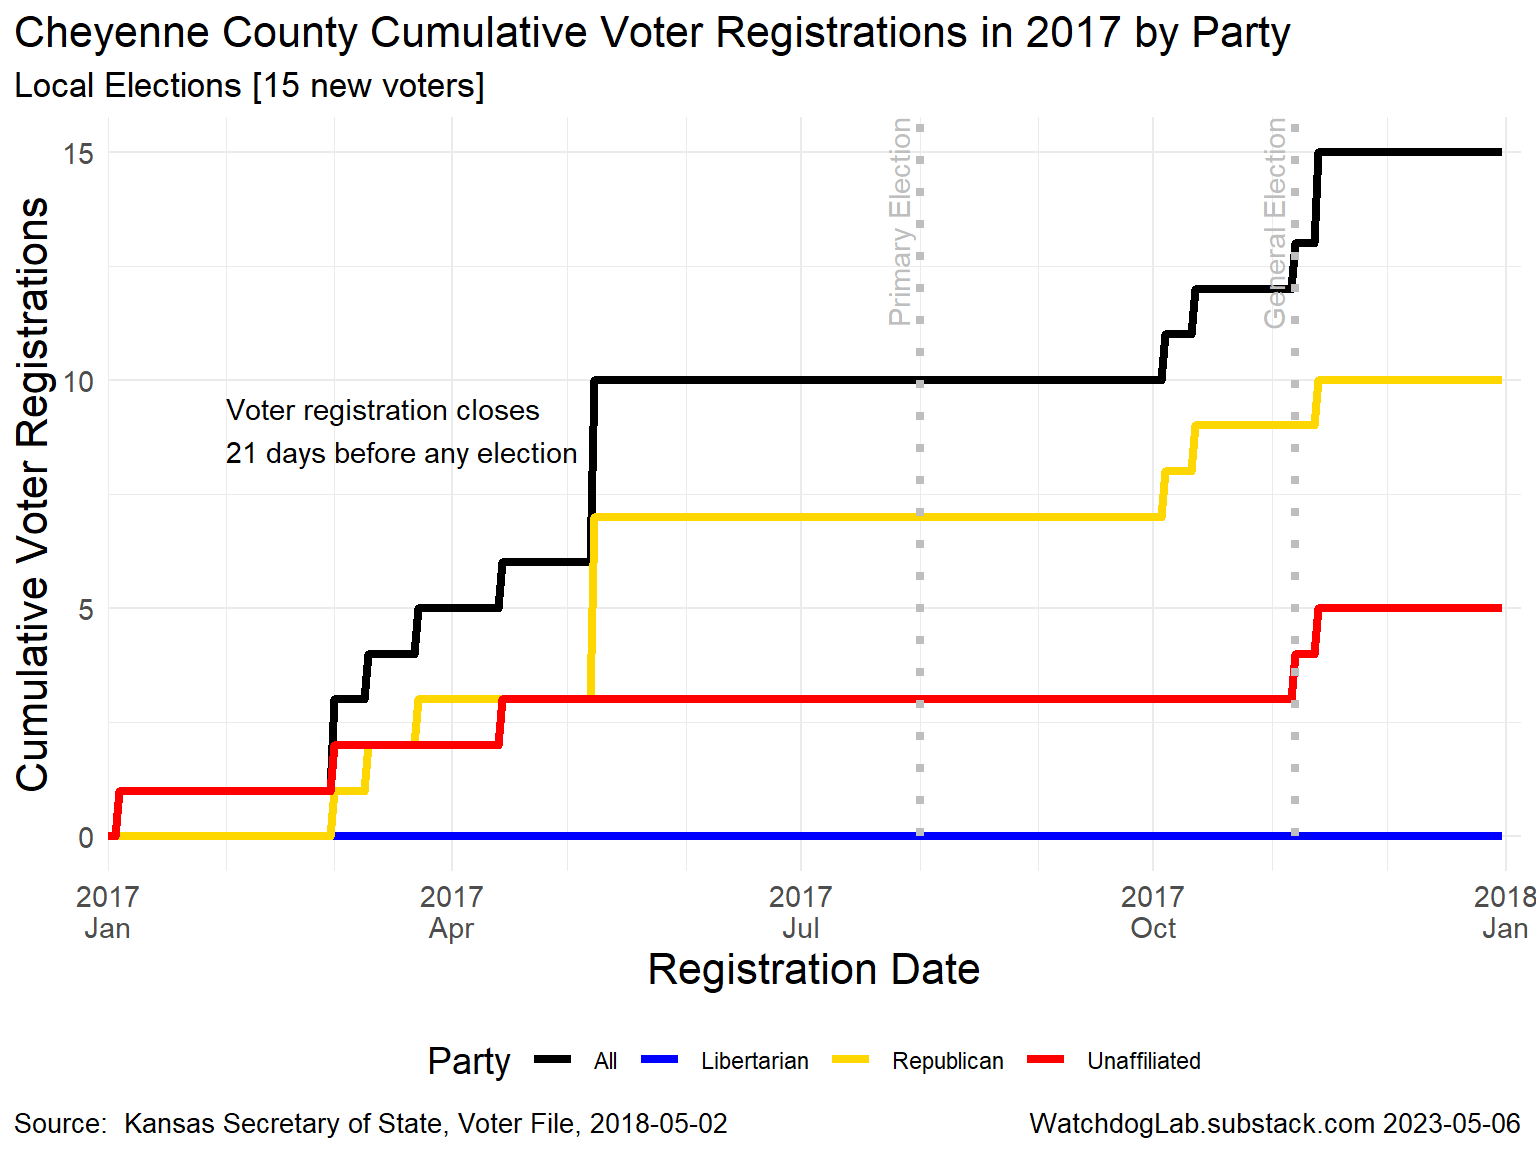 Cheyenne County Cumulative Voter Registrations in 2017 by Party
Local Elections [15 new voters]
Cumulative Voter Registrations
15
10
5
0
Primary Election
General Election
Voter registration closes
21 days before any election
2017
Jan
2017
Apr
2017
Jul
2017
Oct
2018
Jan
Registration Date
Party All Libertarian Republican Unaffiliated
Source:  Kansas Secretary of State, Voter File, 2018-05-02
WatchdogLab.substack.com 2023-05-06